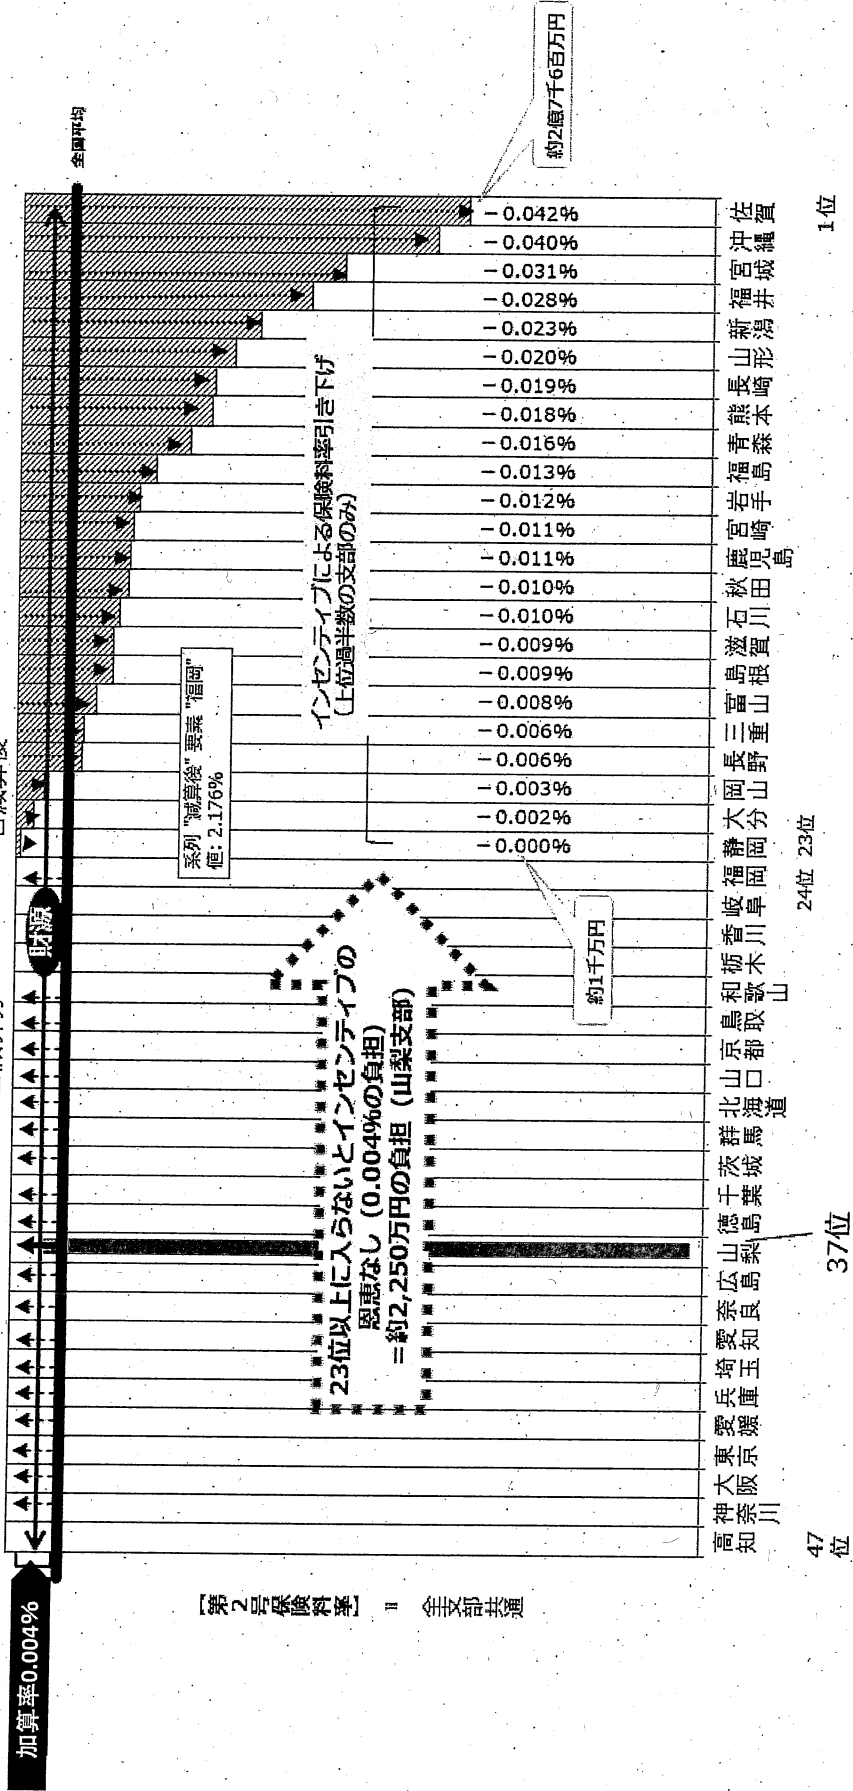 加算率0.004%
財源
全国平均
[第2号保険料率]
=
全支部共通
23位以上に入らないとインセンティブの
恩恵なし(0.004%の負担)
=約2,250万円の負担(山梨支部)
系列 "減算後" 要素 "福岡"
値: 2.176%
インセンティブによる保険料率引き下げ
(上位過半数の支部のみ)
約1千万円
約2億7千6百万円
-0.000%
-0.002%
-0.003%
-0.006%
-0.006%
-0.008%
-0.009%
-0.009%
-0.010%
-0.010%
-0.011%
-0.011%
-0.012%
-0.013%
-0.016%
-0.018%
-0.019%
-0.020%
-0.023%
-0.028%
-0.031%
-0.040%
-0.042%
高知
神奈川
大阪
東京
愛媛
兵庫
埼玉
愛知
奈良
広島
山梨
徳島
千葉
茨城
群馬
北海道
山口
京都
鳥取
和歌山
栃木
香川
岐阜
福岡
静岡
大分
岡山
長野
三重
富山
島根
滋賀
石川
秋田
鹿児島
宮崎
岩手
福島
青森
熊本
長崎
山形
新潟
福井
宮城
沖縄
佐賀
47位
37位
24位
23位
1位